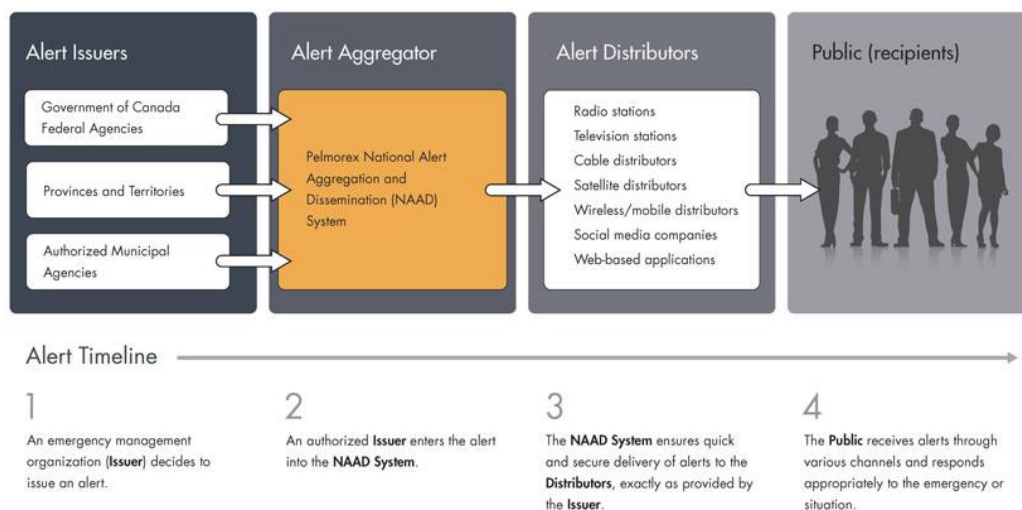 Alert Issuers
Government of Canada
Federal Agencies
Provinces and Territories
Authorized Municipal
Agencies
Alert Aggregator
Pelmorex National Alert
Aggregation and
Dissemination (NAAD)
System
Alert Distributors
Radio stations
Television stations
Cable distributors
Satellite distributors
Wireless/mobile distributors
Social media companies
Web-based applications
Public (recipients)
Alert Timeline
1
An emergency management
organization (Issuer) decides to
issue an alert.
2
An authorized Issuer enters the alert
into the NAAD System.
3
The NAAD System ensures quick
and secure delivery of alerts to the
Distributors, exactly as provided by
the Issuer.
4
The Public receives alerts through
various channels and responds
appropriately to the emergency or
situation.